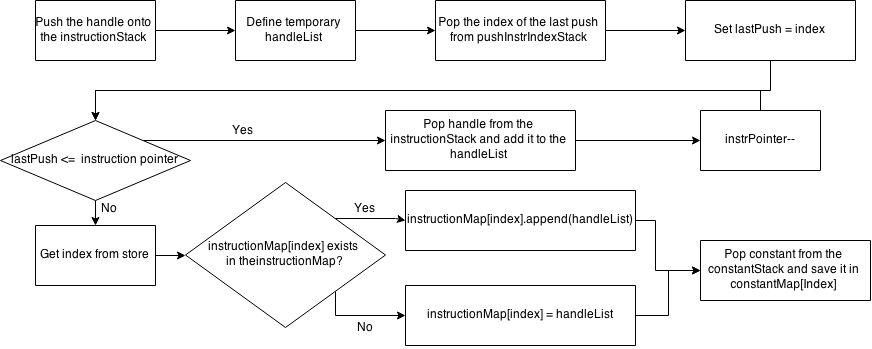 Push the handle onto
the instructionStack
Define temporary
handleList
Pop the index of the last push
from pushInstrIndexStack
Set lastPush = index
lastPush <= instruction pointer
Yes
Pop handle from the
instructionStack and add it to the
handleList
instrPointer--
No
Get index from store
instructionMap[index] exists
in theinstructionMap?
Yes
instructionMap[index].append(handleList)
No
instructionMap[index] = handleList
Pop constant from the
constantStack and save it in
constantMap[Index]